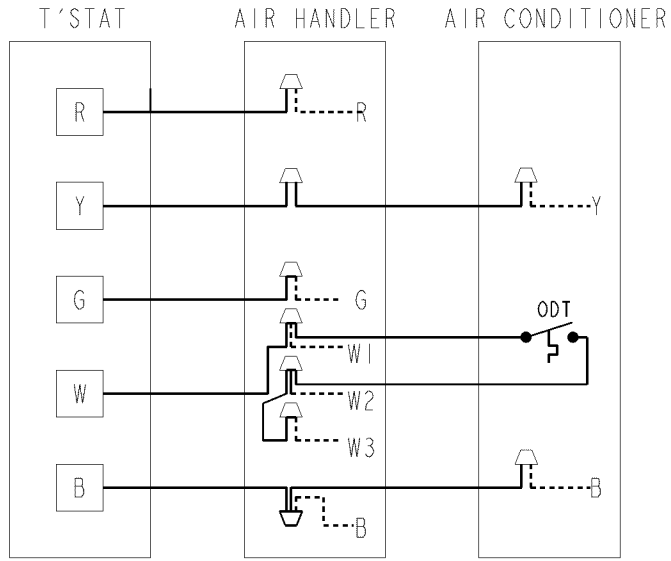 T'STAT AIR HANDLER AIR CONDITIONER
R R
Y Y
G G
ODT
W1
W W2
W3
B B
B